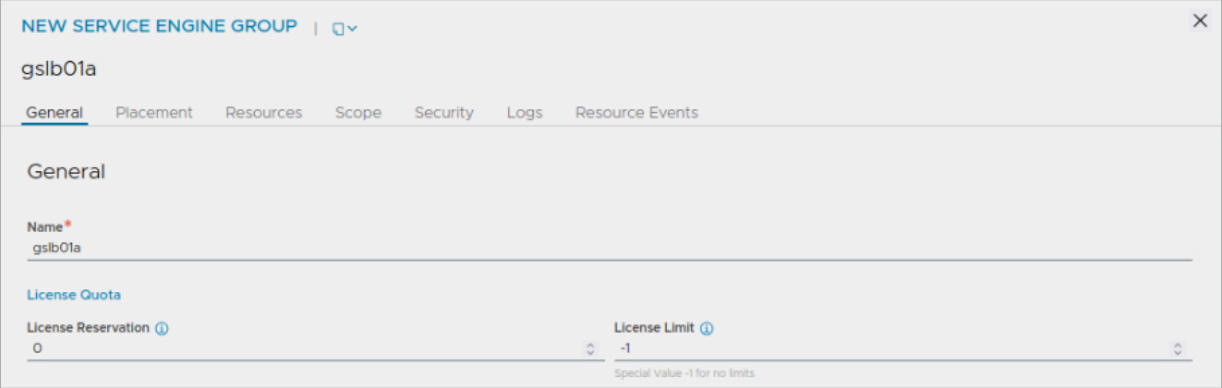 NEW SERVICE ENGINE GROUP |
gslb01a
General Placement Resources Scope Security Logs Resource Events
General
Name*
gslb01a
License Quota
License Reservation License Limit
0 -1
Special Value -1 for no limits